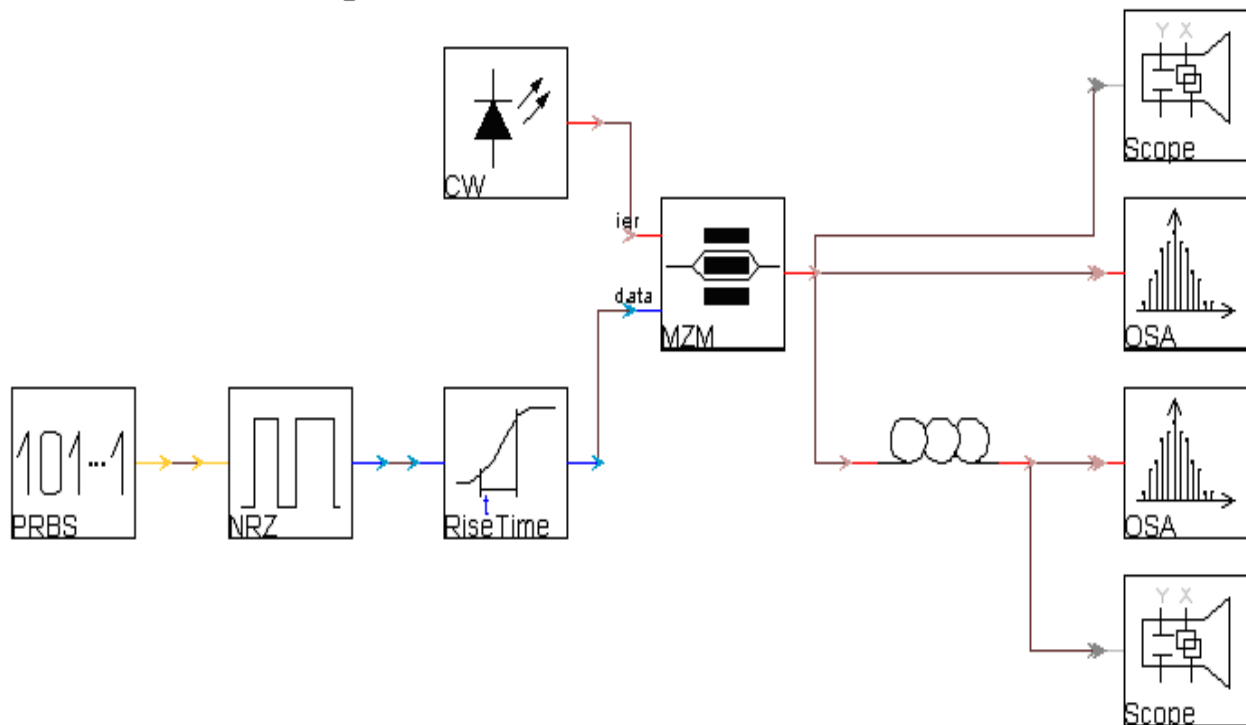 Y X
Scope
CW
ier
data
MZM
OSA
101...1
PRBS
NRZ
t
RiseTime
OSA
Y X
Scope